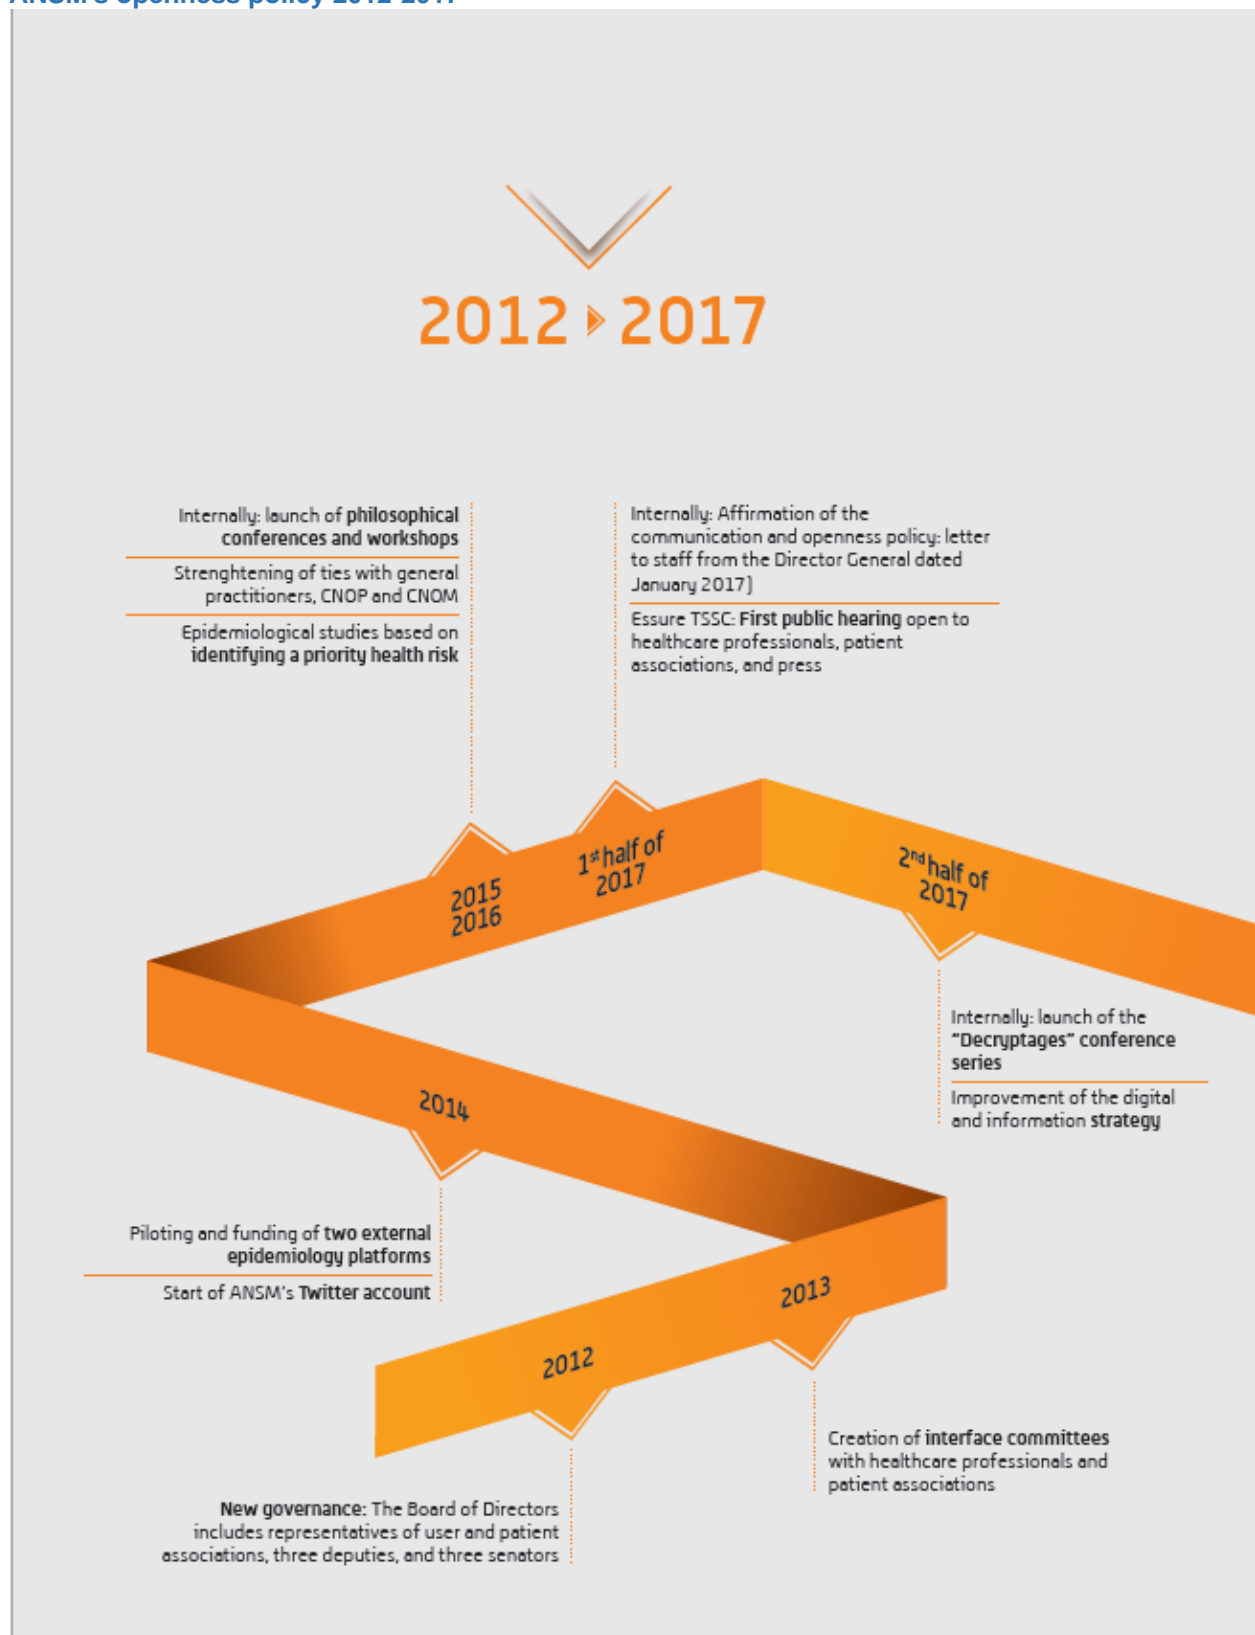 ANSM's openness policy 2012-2017
2012 2017
Internally: launch of philosophical
conferences and workshops
Strenghtening of ties with general
practitioners, CNOP and CNOM
Epidemiological studies based on
identifying a priority health risk
Internally: Affirmation of the
communication and openness policy: letter
to staff from the Director General dated
January 2017)
Essure TSSC: First public hearing open to
healthcare professionals, patient
associations, and press
2015
2016
1st half of
2017
2nd half of
2017
Internally: launch of the
"Decryptages" conference
series
Improvement of the digital
and information strategy
2014
Piloting and funding of two external
epidemiology platforms
Start of ANSM's Twitter account
2013
2012
Creation of interface committees
with healthcare professionals and
patient associations
New governance: The Board of Directors
includes representatives of user and patient
associations, three deputies, and three senators